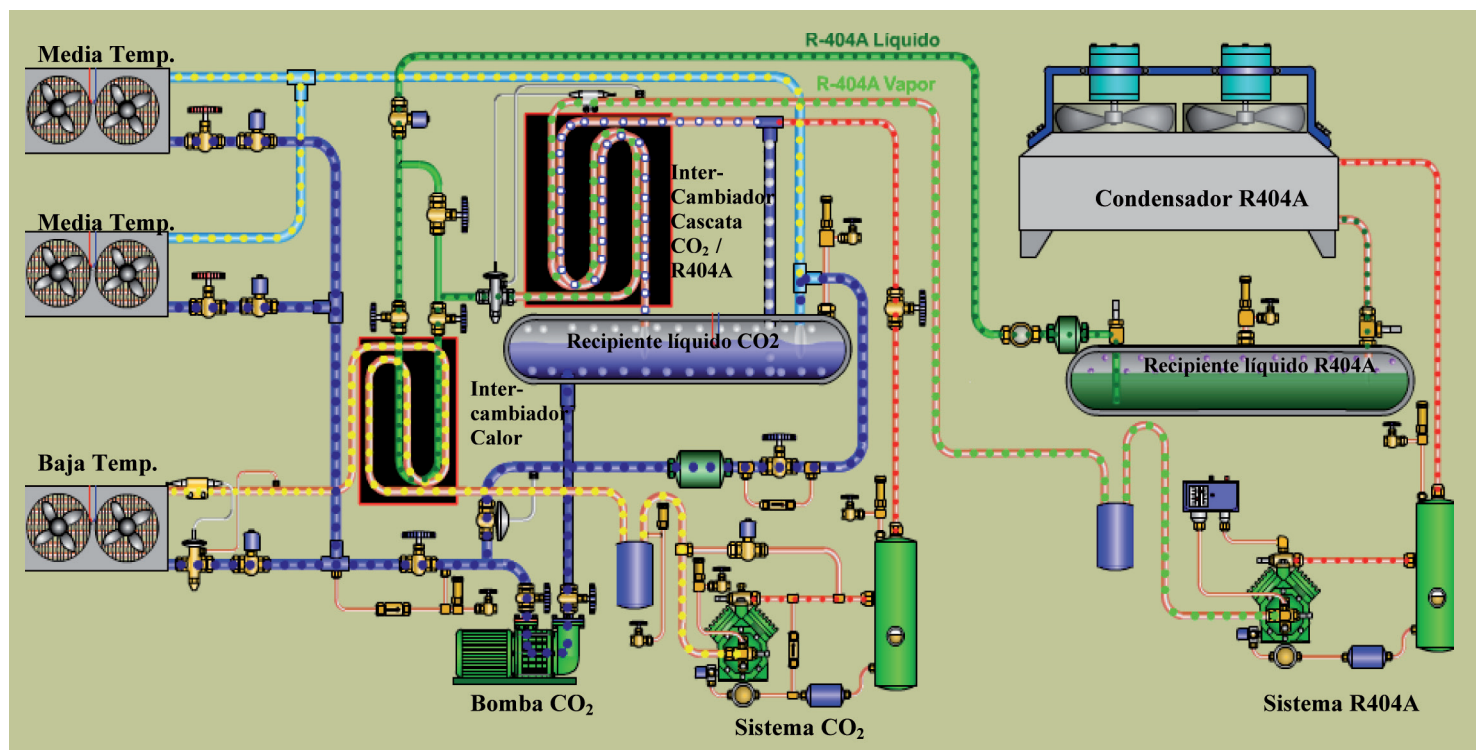 Media Temp.
R-404A Líquido
R-404A Vapor
Inter-
Cambiador
Cascata
CO₂ /
R404A
Condensador R404A
Media Temp.
Recipiente líquido CO2
Recipiente líquido R404A
Inter-
cambiador
Calor
Baja Temp.
Bomba CO₂
Sistema CO₂
Sistema R404A